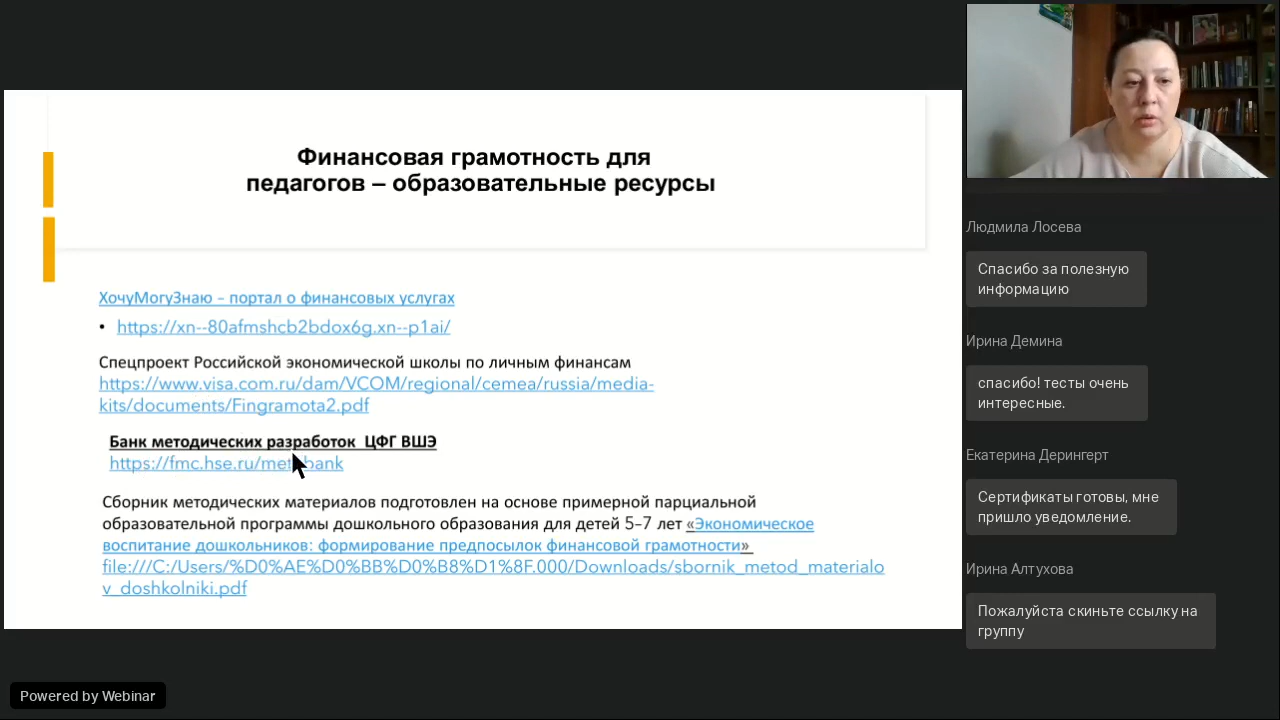 Финансовая грамотность для
педагогов – образовательные ресурсы
ХочуМогуЗнаю – портал о финансовых услугах
• https://xn--80afmshcb2bdox6g.xn--p1ai/
Спецпроект Российской экономической школы по личным финансам
https://www.visa.com.ru/dam/VCOM/regional/cemea/russia/media-
kits/documents/Fingramota2.pdf
Банк методических разработок ЦФГ ВШЭ
https://fmc.hse.ru/metodbank
Сборник методических материалов подготовлен на основе примерной парциальной
образовательной программы дошкольного образования для детей 5–7 лет «Экономическое
воспитание дошкольников: формирование предпосылок финансовой грамотности»
file:///C:/Users/%D0%AE%D0%BB%D0%B8%D1%8F.000/Downloads/sbornik_metod_materialo
v_doshkolniki.pdf
Людмила Лосева
Спасибо за полезную
информацию
Ирина Демина
спасибо! тесты очень
интересные.
Екатерина Дерингерт
Сертификаты готовы, мне
пришло уведомление.
Ирина Алтухова
Пожалуйста скиньте ссылку на
группу
Powered by Webinar